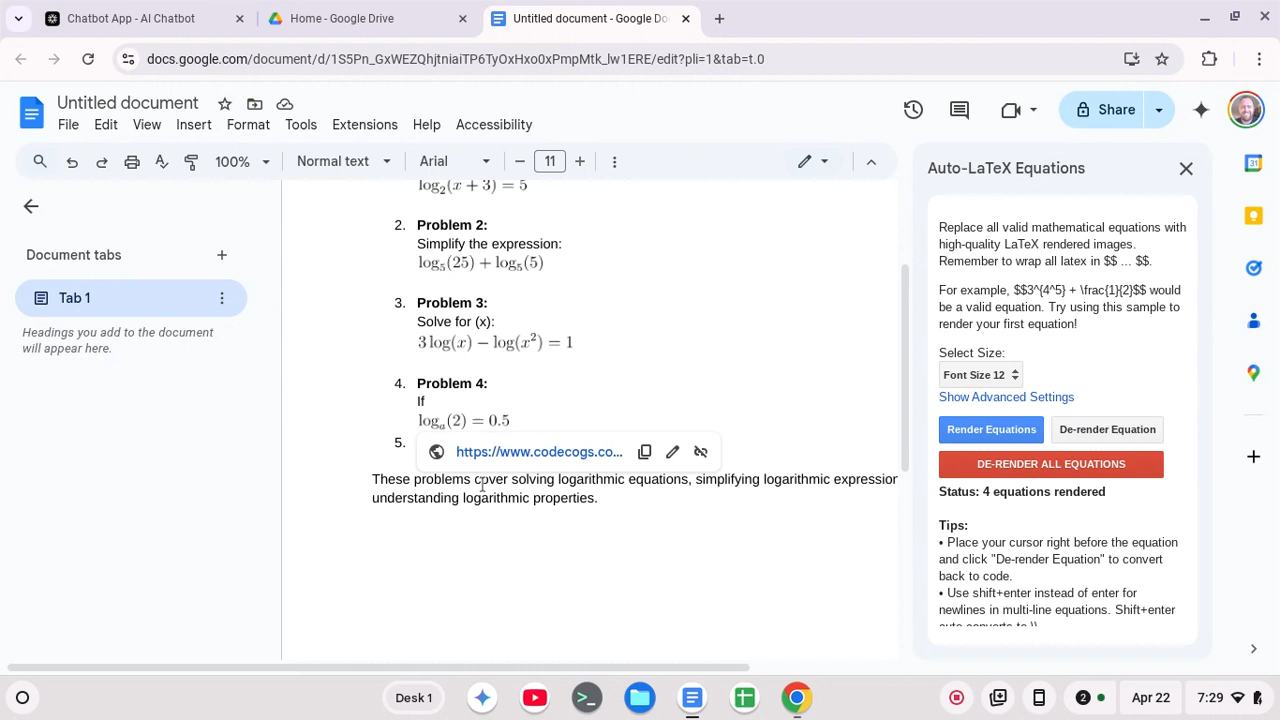 Chatbot App - AI Chatbot
Home - Google Drive
Untitled document - Google Do
docs.google.com/document/d/1S5Pn_GxWEZQhjtniaiTP6TyOxHxo0xPmpMtk_lw1ERE/edit?pli=1&tab=t.0
Untitled document
File Edit View Insert Format Tools Extensions Help Accessibility
Share
100% Normal text Arial 11
Document tabs
Tab 1
Headings you add to the document
will appear here.
log₂(x + 3) = 5
2. Problem 2:
Simplify the expression:
log₅(25) + log₅(5)
3. Problem 3:
Solve for (x):
3 log(x) − log(x²) = 1
4. Problem 4:
If
logₐ(2) = 0.5
5.
https://www.codecogs.co...
These problems cover solving logarithmic equations, simplifying logarithmic expression
understanding logarithmic properties.
Auto-LaTeX Equations
Replace all valid mathematical equations with
high-quality LaTeX rendered images.
Remember to wrap all latex in $$ ... $$.
For example, $$3^{4^5} + \frac{1}{2}$$ would
be a valid equation. Try using this sample to
render your first equation!
Select Size:
Font Size 12
Show Advanced Settings
Render Equations De-render Equation
DE-RENDER ALL EQUATIONS
Status: 4 equations rendered
Tips:
• Place your cursor right before the equation
and click "De-render Equation" to convert
back to code.
• Use shift+enter instead of enter for
newlines in multi-line equations. Shift+enter
auto converts to \\
Desk 1
2
Apr 22
7:29